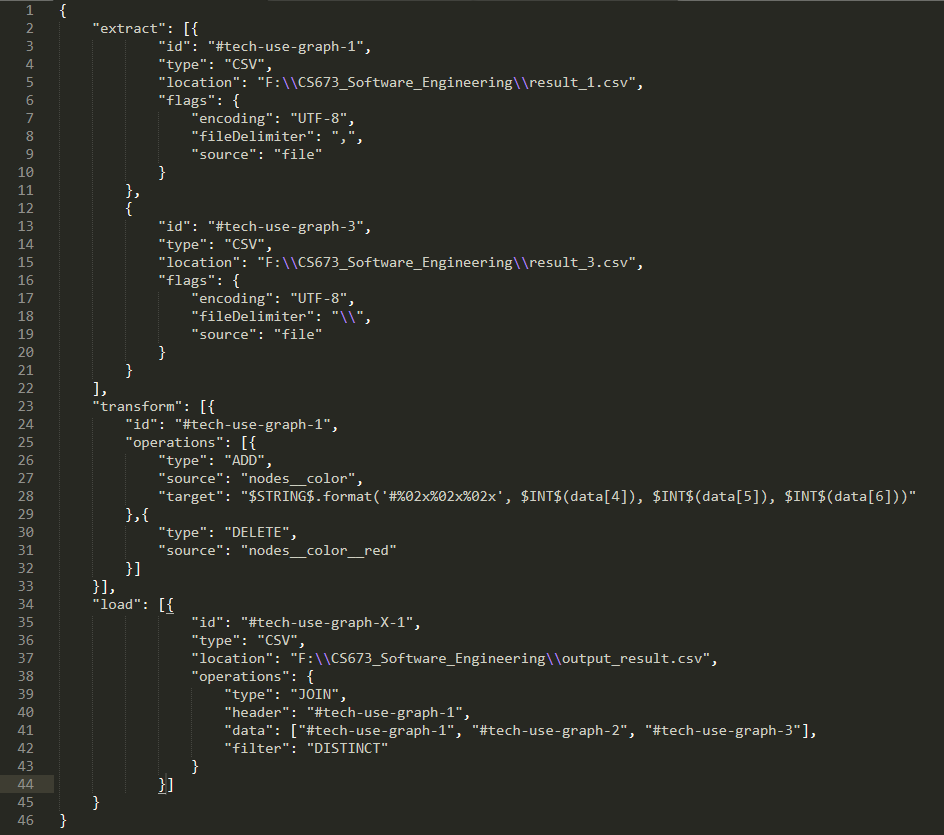 1 {
2 "extract": [{
3 "id": "#tech-use-graph-1",
4 "type": "CSV",
5 "location": "F:\\CS673_Software_Engineering\\result_1.csv",
6 "flags": {
7 "encoding": "UTF-8",
8 "fileDelimiter": ",",
9 "source": "file"
10 }
11 },
12 {
13 "id": "#tech-use-graph-3",
14 "type": "CSV",
15 "location": "F:\\CS673_Software_Engineering\\result_3.csv",
16 "flags": {
17 "encoding": "UTF-8",
18 "fileDelimiter": "\\",
19 "source": "file"
20 }
21 }
22 ],
23 "transform": [{
24 "id": "#tech-use-graph-1",
25 "operations": [{
26 "type": "ADD",
27 "source": "nodes__color",
28 "target": "$STRING$.format('#%02x%02x%02x', $INT$(data[4]), $INT$(data[5]), $INT$(data[6]))"
29 },{
30 "type": "DELETE",
31 "source": "nodes__color__red"
32 }]
33 }],
34 "load": [{
35 "id": "#tech-use-graph-X-1",
36 "type": "CSV",
37 "location": "F:\\CS673_Software_Engineering\\output_result.csv",
38 "operations": {
39 "type": "JOIN",
40 "header": "#tech-use-graph-1",
41 "data": ["#tech-use-graph-1", "#tech-use-graph-2", "#tech-use-graph-3"],
42 "filter": "DISTINCT"
43 }
44 }]
45 }
46 }